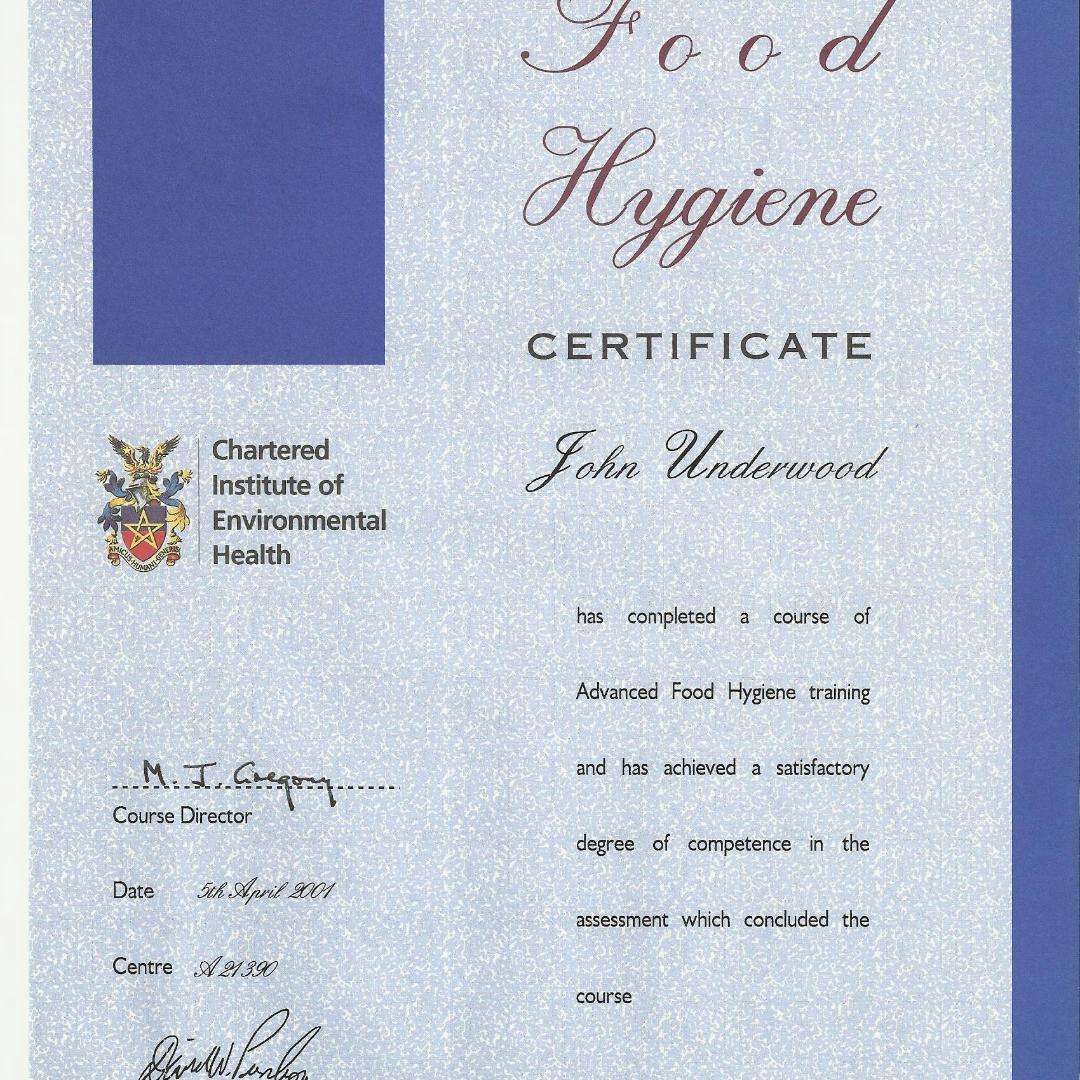 Food
Hygiene
CERTIFICATE
John Underwood
Chartered
Institute of
Environmental
Health
has completed a course of
Advanced Food Hygiene training
and has achieved a satisfactory
degree of competence in the
assessment which concluded the
course
M. J. Gregory
Course Director
Date 5th April 2001
Centre A21390